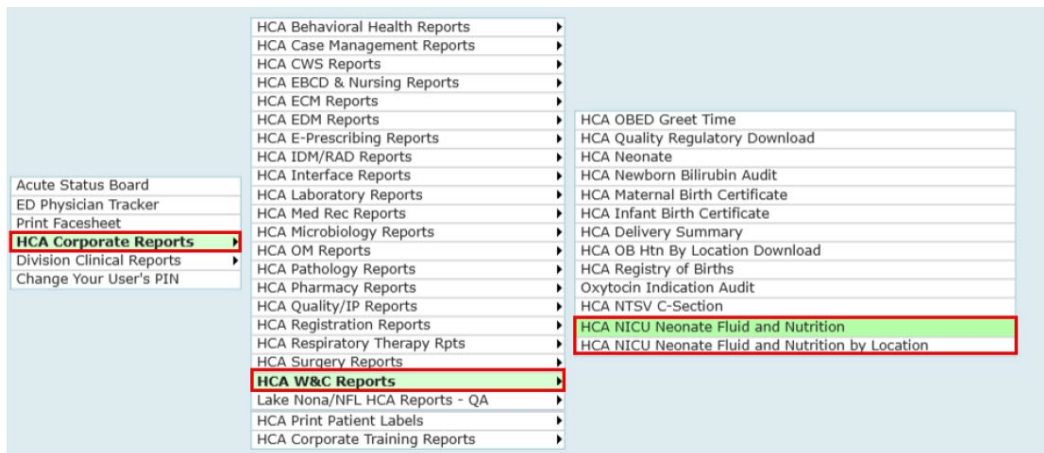 Acute Status Board
ED Physician Tracker
Print Facesheet
HCA Corporate Reports
Division Clinical Reports
Change Your User's PIN
HCA Behavioral Health Reports
HCA Case Management Reports
HCA CWS Reports
HCA EBCD & Nursing Reports
HCA ECM Reports
HCA EDM Reports
HCA E-Prescribing Reports
HCA IDM/RAD Reports
HCA Interface Reports
HCA Laboratory Reports
HCA Med Rec Reports
HCA Microbiology Reports
HCA OM Reports
HCA Pathology Reports
HCA Pharmacy Reports
HCA Quality/IP Reports
HCA Registration Reports
HCA Respiratory Therapy Rpts
HCA Surgery Reports
HCA W&C Reports
Lake Nona/NFL HCA Reports - QA
HCA Print Patient Labels
HCA Corporate Training Reports
HCA OBED Greet Time
HCA Quality Regulatory Download
HCA Neonate
HCA Newborn Bilirubin Audit
HCA Maternal Birth Certificate
HCA Infant Birth Certificate
HCA Delivery Summary
HCA OB Htn By Location Download
HCA Registry of Births
Oxytocin Indication Audit
HCA NTSV C-Section
HCA NICU Neonate Fluid and Nutrition
HCA NICU Neonate Fluid and Nutrition by Location